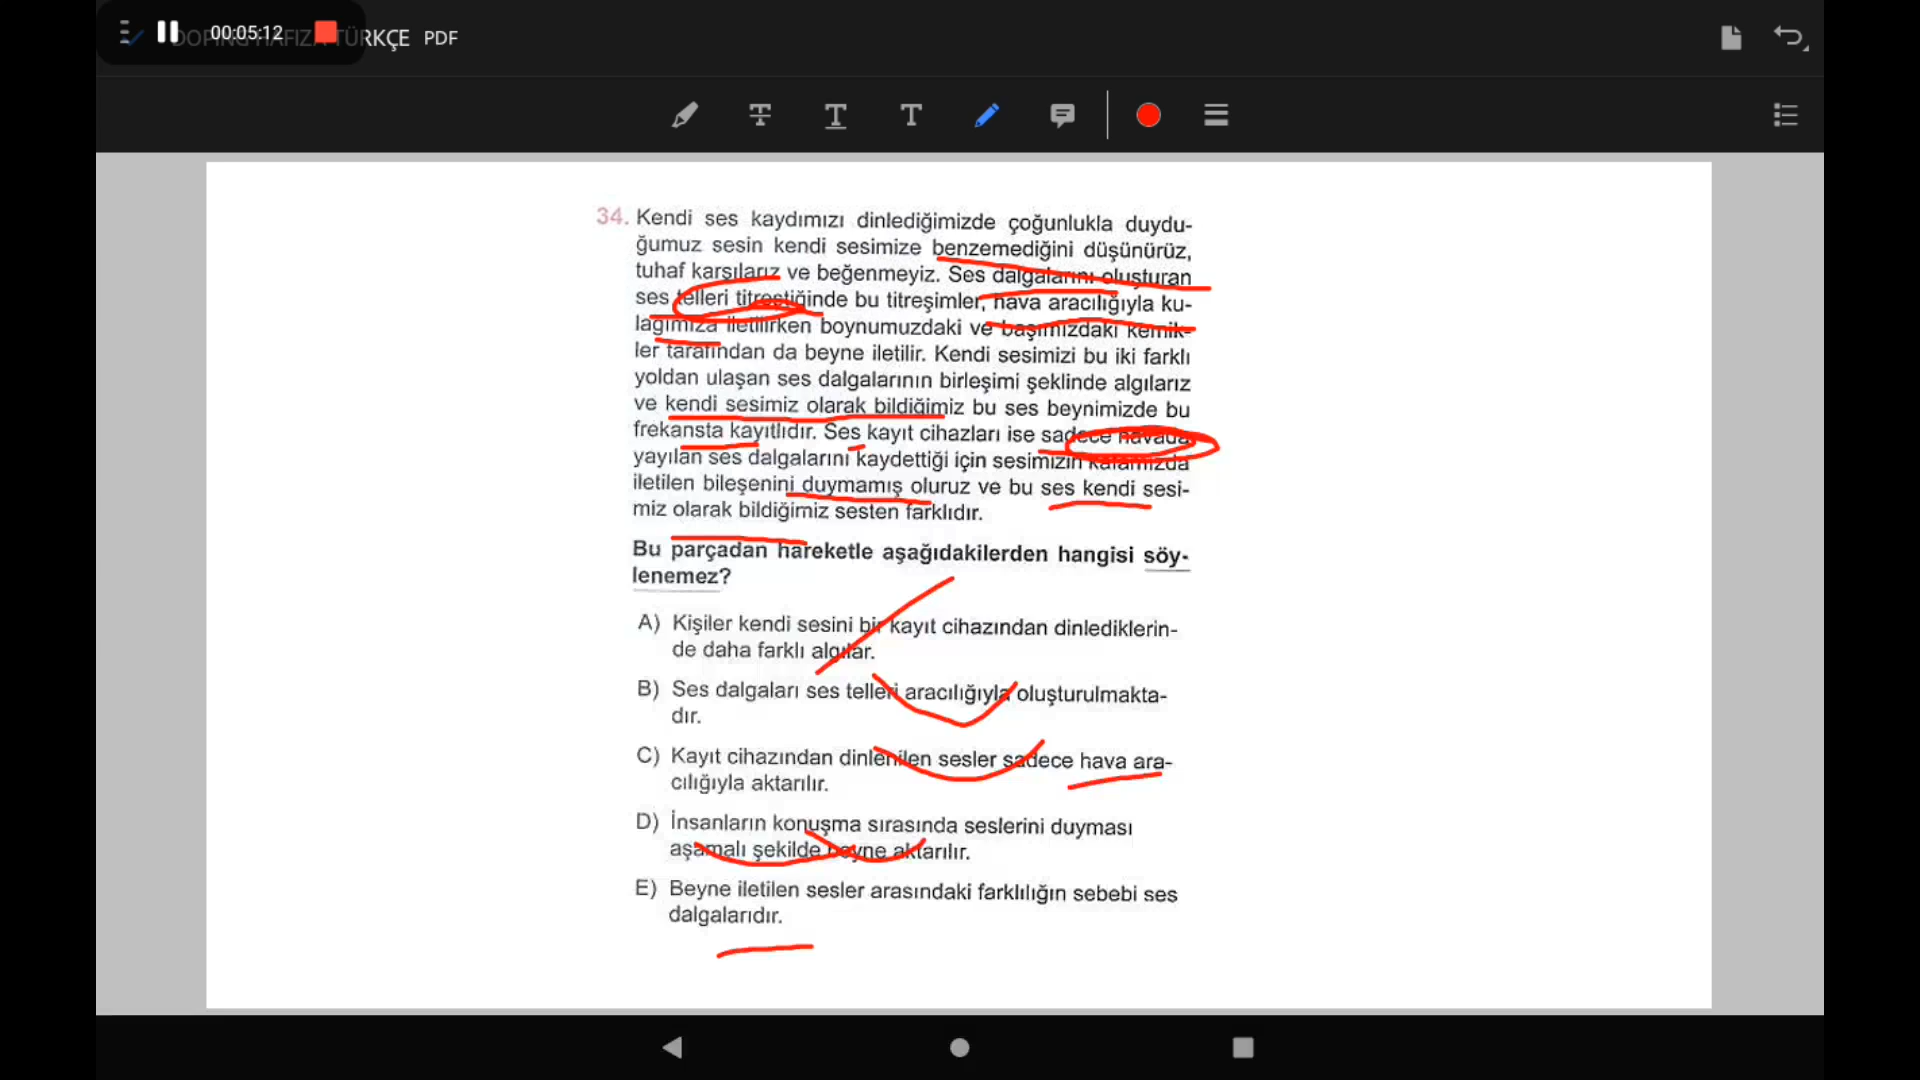 00:05:12
DOPING HAFIZA TÜRKÇE PDF
34. Kendi ses kaydımızı dinlediğimizde çoğunlukla duydu-
ğumuz sesin kendi sesimize benzemediğini düşünürüz,
tuhaf karşılarız ve beğenmeyiz. Ses dalgalarını oluşturan
ses telleri titreştiğinde bu titreşimler, hava aracılığıyla ku-
lağımıza iletilirken boynumuzdaki ve başımızdaki kemik-
ler tarafından da beyne iletilir. Kendi sesimizi bu iki farklı
yoldan ulaşan ses dalgalarının birleşimi şeklinde algılarız
ve kendi sesimiz olarak bildiğimiz bu ses beynimizde bu
frekansta kayıtlıdır. Ses kayıt cihazları ise sadece havada
yayılan ses dalgalarını kaydettiği için sesimizin kafamızda
iletilen bileşenini duymamış oluruz ve bu ses kendi sesi-
miz olarak bildiğimiz sesten farklıdır.
Bu parçadan hareketle aşağıdakilerden hangisi söy-
lenemez?
A) Kişiler kendi sesini bir kayıt cihazından dinlediklerin-
de daha farklı algılar.
B) Ses dalgaları ses telleri aracılığıyla oluşturulmakta-
dır.
C) Kayıt cihazından dinlenilen sesler sadece hava ara-
cılığıyla aktarılır.
D) İnsanların konuşma sırasında seslerini duyması
aşamalı şekilde beyne aktarılır.
E) Beyne iletilen sesler arasındaki farklılığın sebebi ses
dalgalarıdır.